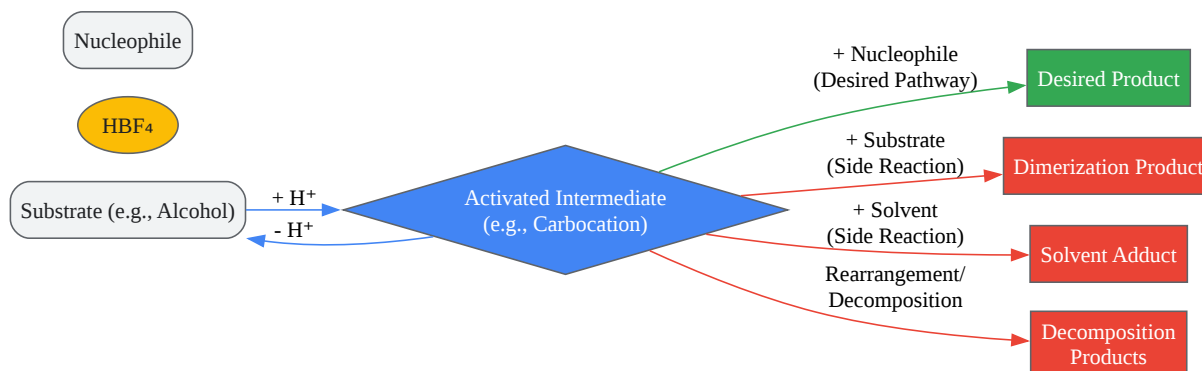 Nucleophile
HBF₄
Substrate (e.g., Alcohol)
+ H⁺
- H⁺
Activated Intermediate
(e.g., Carbocation)
+ Nucleophile
(Desired Pathway)
Desired Product
+ Substrate
(Side Reaction)
Dimerization Product
+ Solvent
(Side Reaction)
Solvent Adduct
Rearrangement/
Decomposition
Decomposition
Products